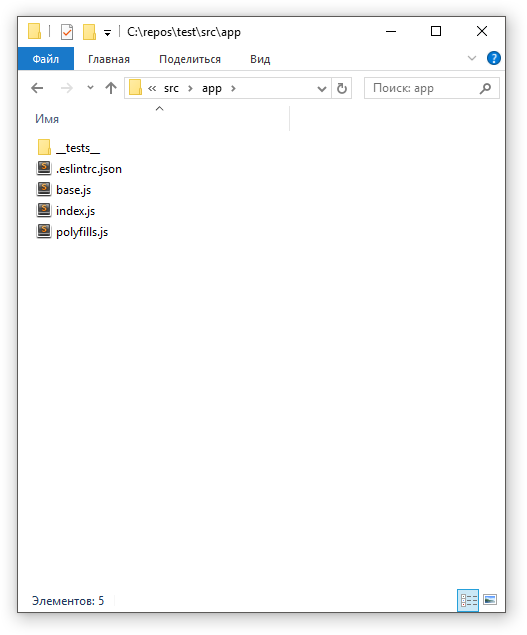 C:\repos\test\src\app
Файл Главная Поделиться Вид
« src app Поиск: app
Имя
__tests__
.eslintrc.json
base.js
index.js
polyfills.js
Элементов: 5